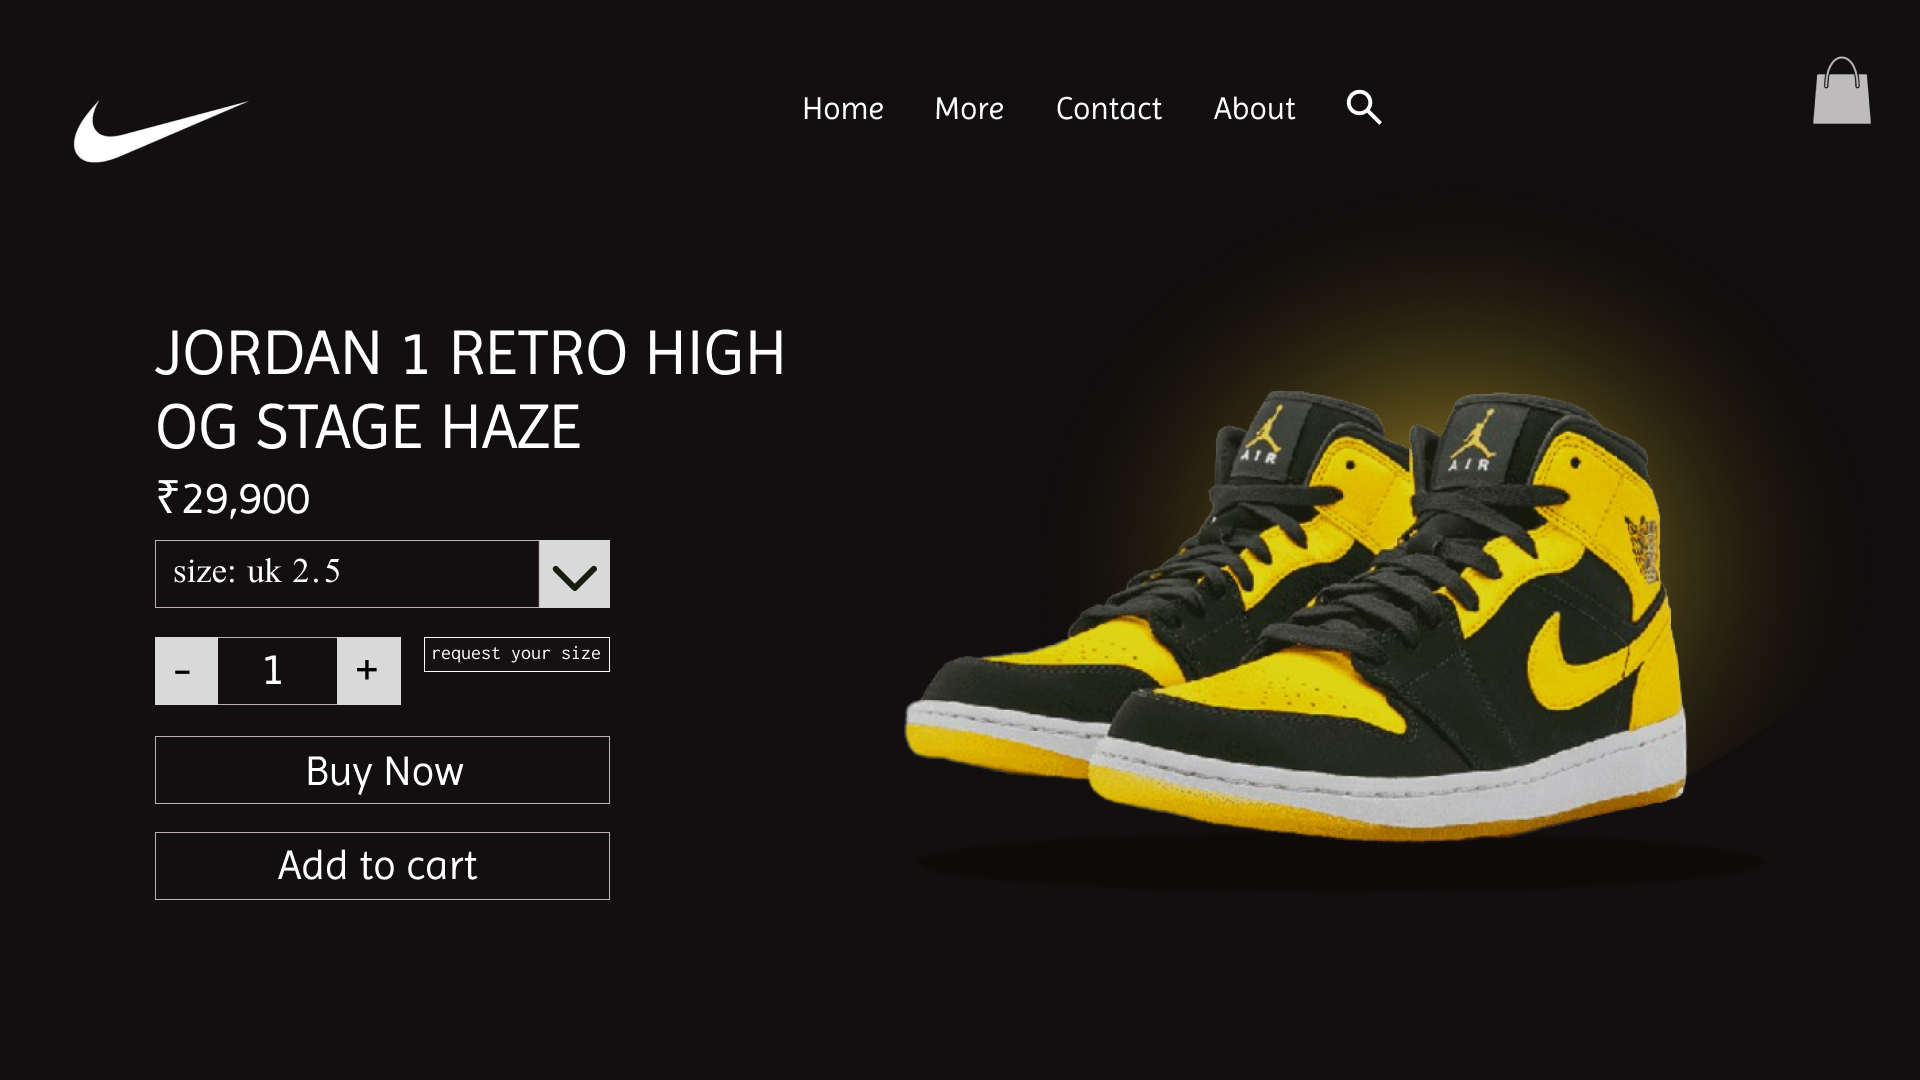 Home More Contact About
JORDAN 1 RETRO HIGH
OG STAGE HAZE
₹29,900
size: uk 2.5
- 1 +
request your size
Buy Now
Add to cart
AIR
AIR